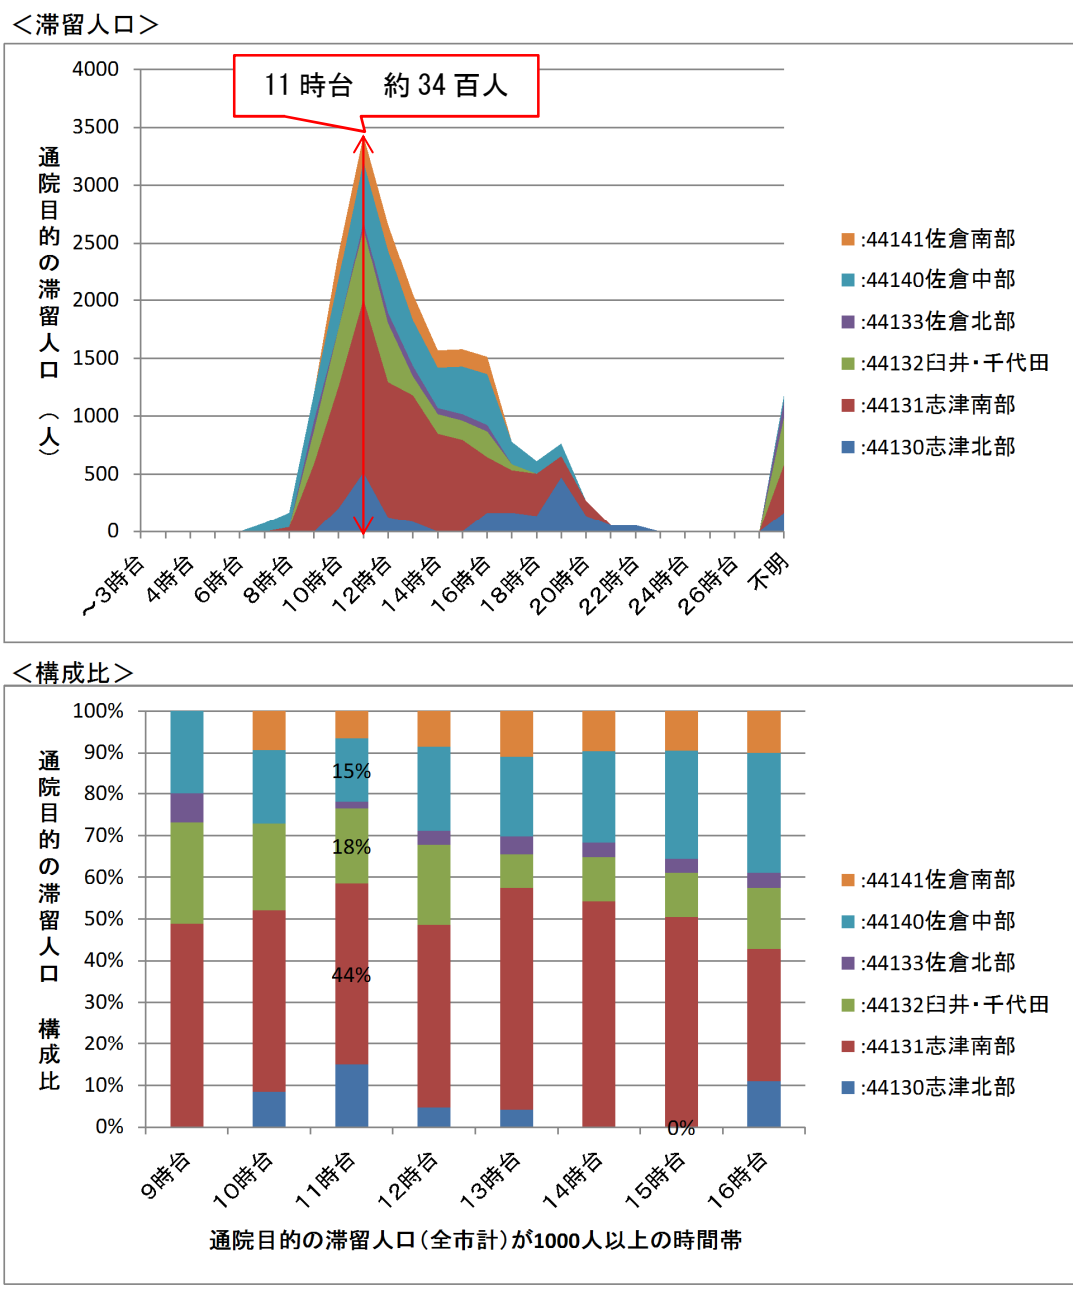 ＜滞留人口＞
11時台　約34百人
通院目的の滞留人口　（人）
4000
3500
3000
2500
2000
1500
1000
500
0
～3時台
4時台
6時台
8時台
10時台
12時台
14時台
16時台
18時台
20時台
22時台
24時台
26時台
不明
:44141佐倉南部
:44140佐倉中部
:44133佐倉北部
:44132臼井・千代田
:44131志津南部
:44130志津北部
＜構成比＞
通院目的の滞留人口　構成比
100%
90%
80%
70%
60%
50%
40%
30%
20%
10%
0%
15%
18%
44%
0%
9時台
10時台
11時台
12時台
13時台
14時台
15時台
16時台
通院目的の滞留人口（全市計）が1000人以上の時間帯
:44141佐倉南部
:44140佐倉中部
:44133佐倉北部
:44132臼井・千代田
:44131志津南部
:44130志津北部